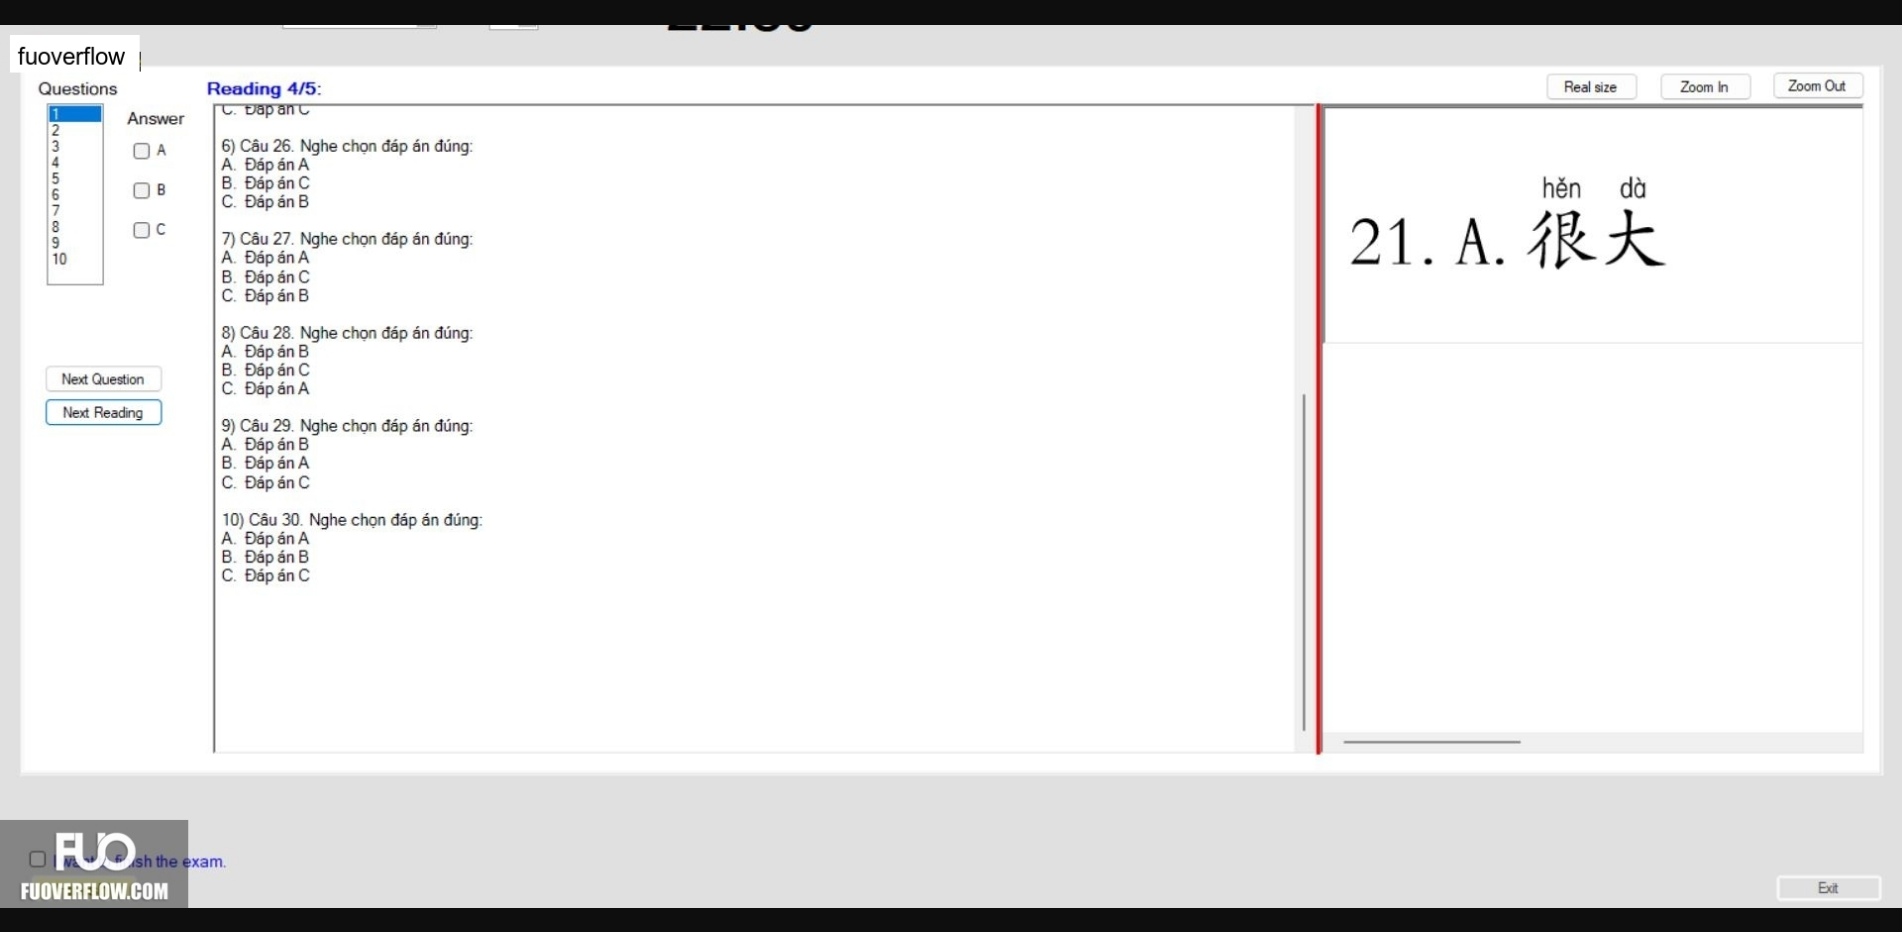 fuoverflow
Questions
Reading 4/5:
Real size
Zoom In
Zoom Out
1
2
3
4
5
6
7
8
9
10
Answer
A
B
C
Next Question
Next Reading
C. Đáp án C
6) Câu 26. Nghe chọn đáp án đúng:
A. Đáp án A
B. Đáp án C
C. Đáp án B
7) Câu 27. Nghe chọn đáp án đúng:
A. Đáp án A
B. Đáp án C
C. Đáp án B
8) Câu 28. Nghe chọn đáp án đúng:
A. Đáp án B
B. Đáp án C
C. Đáp án A
9) Câu 29. Nghe chọn đáp án đúng:
A. Đáp án B
B. Đáp án A
C. Đáp án C
10) Câu 30. Nghe chọn đáp án đúng:
A. Đáp án A
B. Đáp án B
C. Đáp án C
hěn dà
21. A. 很大
FUO
FUOVERFLOW.COM
I want finish the exam.
Exit